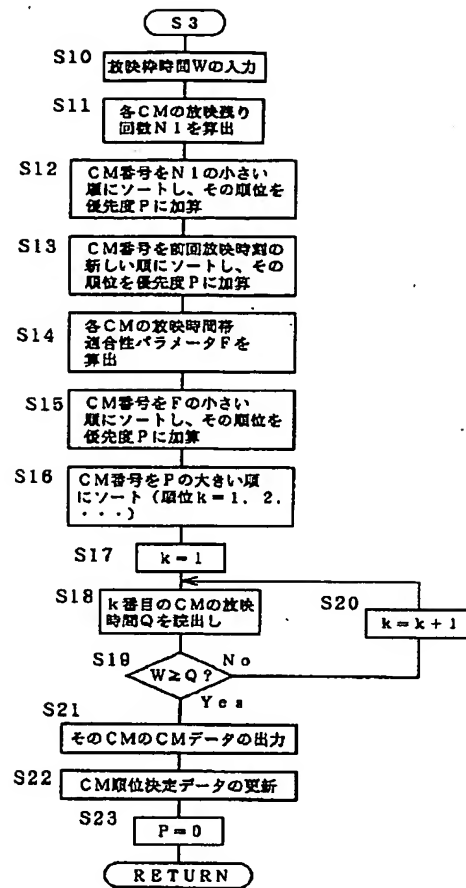 S3
S10
放映枠時間Wの入力
S11
各CMの放映残り
回数N1を算出
S12
CM番号をN1の小さい
順にソートし、その順位を
優先度Pに加算
S13
CM番号を前回放映時刻の
新しい順にソートし、その
順位を優先度Pに加算
S14
各CMの放映時間帯
適合性パラメータFを
算出
S15
CM番号をFの小さい
順にソートし、その順位を
優先度Pに加算
S16
CM番号をPの大きい順
にソート(順位k=1. 2.
・・・)
S17
k=1
S18
k番目のCMの放映
時間Qを読出し
S20
k=k+1
S19
W≧Q?
No
Yes
S21
そのCMのCMデータの出力
S22
CM順位決定データの更新
S23
P=0
RETURN